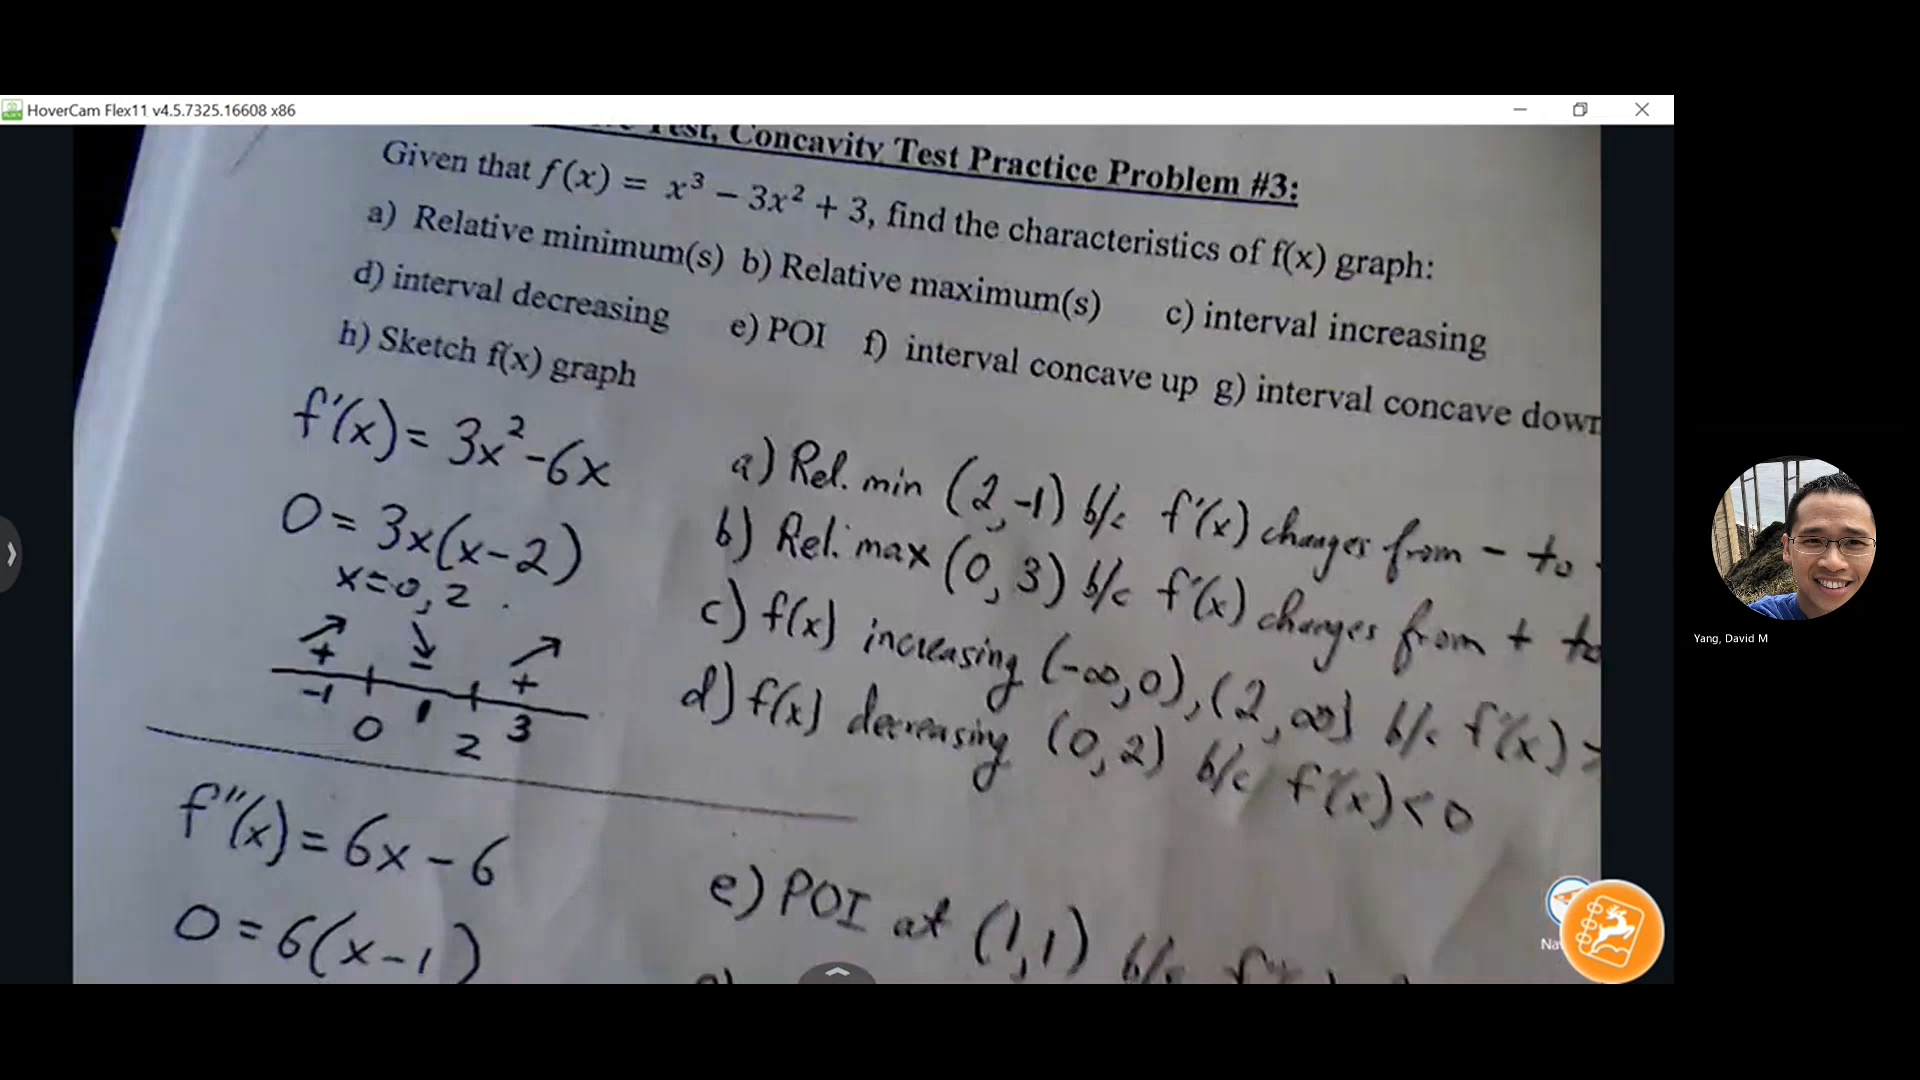 HoverCam Flex11 v4.5.7325.16608 x86
Test, Concavity Test Practice Problem #3:
Given that f(x) = x³ − 3x² + 3, find the characteristics of f(x) graph:
a) Relative minimum(s) b) Relative maximum(s) c) interval increasing
d) interval decreasing e) POI f) interval concave up g) interval concave down
h) Sketch f(x) graph
f'(x) = 3x² - 6x
0 = 3x(x-2)
x = 0, 2
+ − +
-1 0 1 2 3
a) Rel. min (2,-1) b/c f'(x) changes from - to
b) Rel. max (0, 3) b/c f'(x) changes from + to
c) f(x) increasing (-∞,0), (2, ∞) b/c f'(x) >
d) f(x) decreasing (0,2) b/c f'(x) < 0
f''(x) = 6x - 6
0 = 6(x-1)
e) POI at (1,1) b/c
Yang, David M